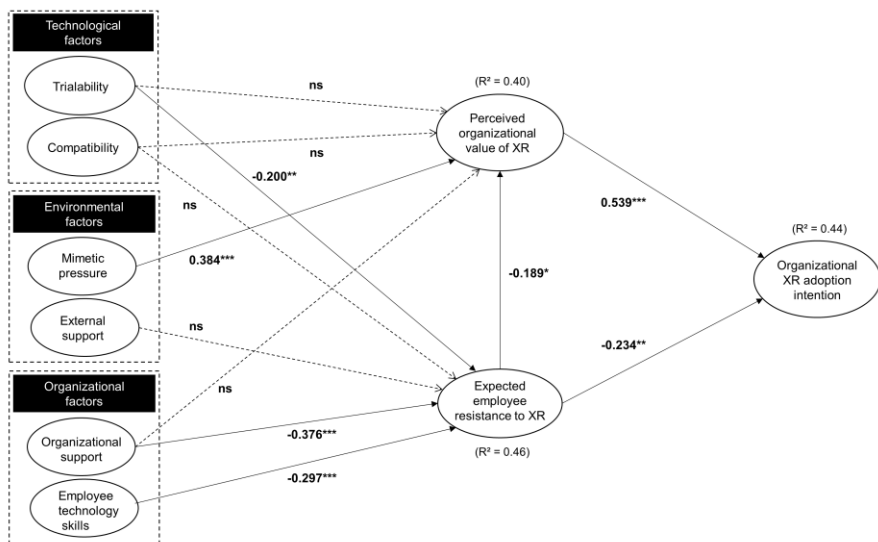 Technological
factors
Trialability
Compatibility
Environmental
factors
Mimetic
pressure
External
support
Organizational
factors
Organizational
support
Employee
technology
skills
ns
ns
-0.200**
ns
0.384***
ns
ns
-0.376***
-0.297***
(R² = 0.40)
Perceived
organizational
value of XR
-0.189*
Expected
employee
resistance to XR
(R² = 0.46)
0.539***
-0.234**
(R² = 0.44)
Organizational
XR adoption
intention